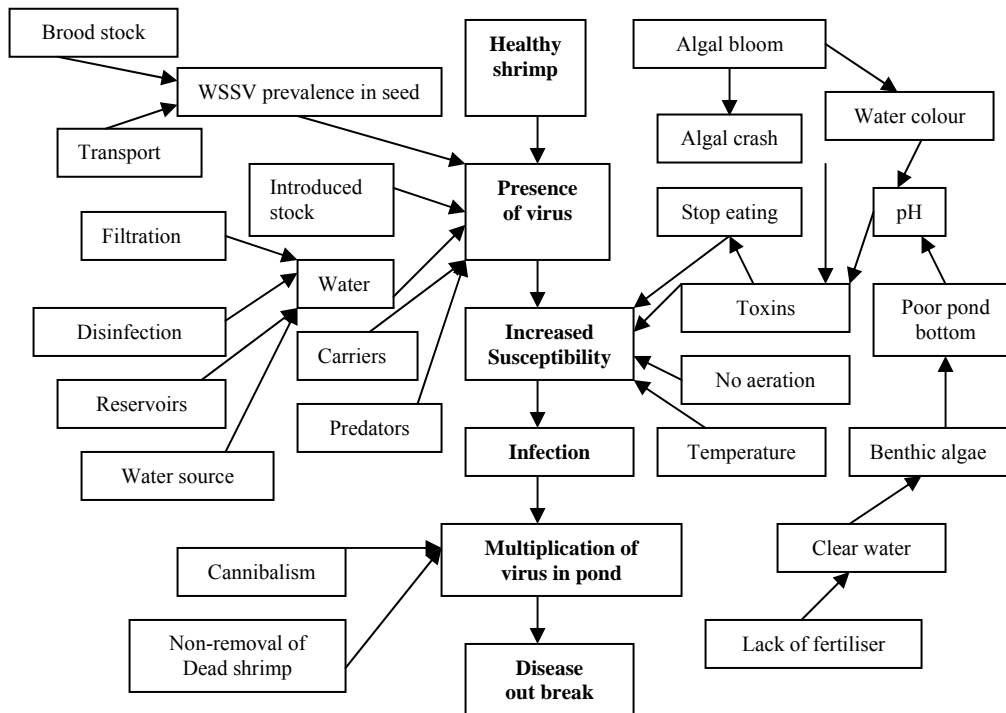 Brood stock
Healthy
shrimp
Algal bloom
WSSV prevalence in seed
Water colour
Transport
Algal crash
Introduced
stock
Presence
of virus
Stop eating
pH
Filtration
Water
Toxins
Poor pond
bottom
Disinfection
Carriers
Increased
Susceptibility
No aeration
Reservoirs
Predators
Infection
Temperature
Benthic algae
Water source
Cannibalism
Multiplication of
virus in pond
Clear water
Non-removal of
Dead shrimp
Disease
out break
Lack of fertiliser